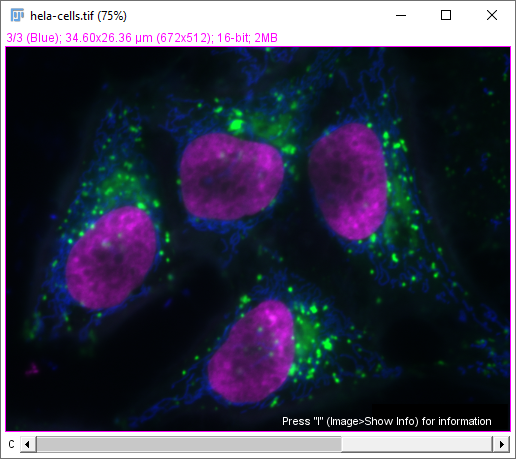 hela-cells.tif (75%)
3/3 (Blue); 34.60x26.36 µm (672x512); 16-bit; 2MB
Press "I" (Image>Show Info) for information
C